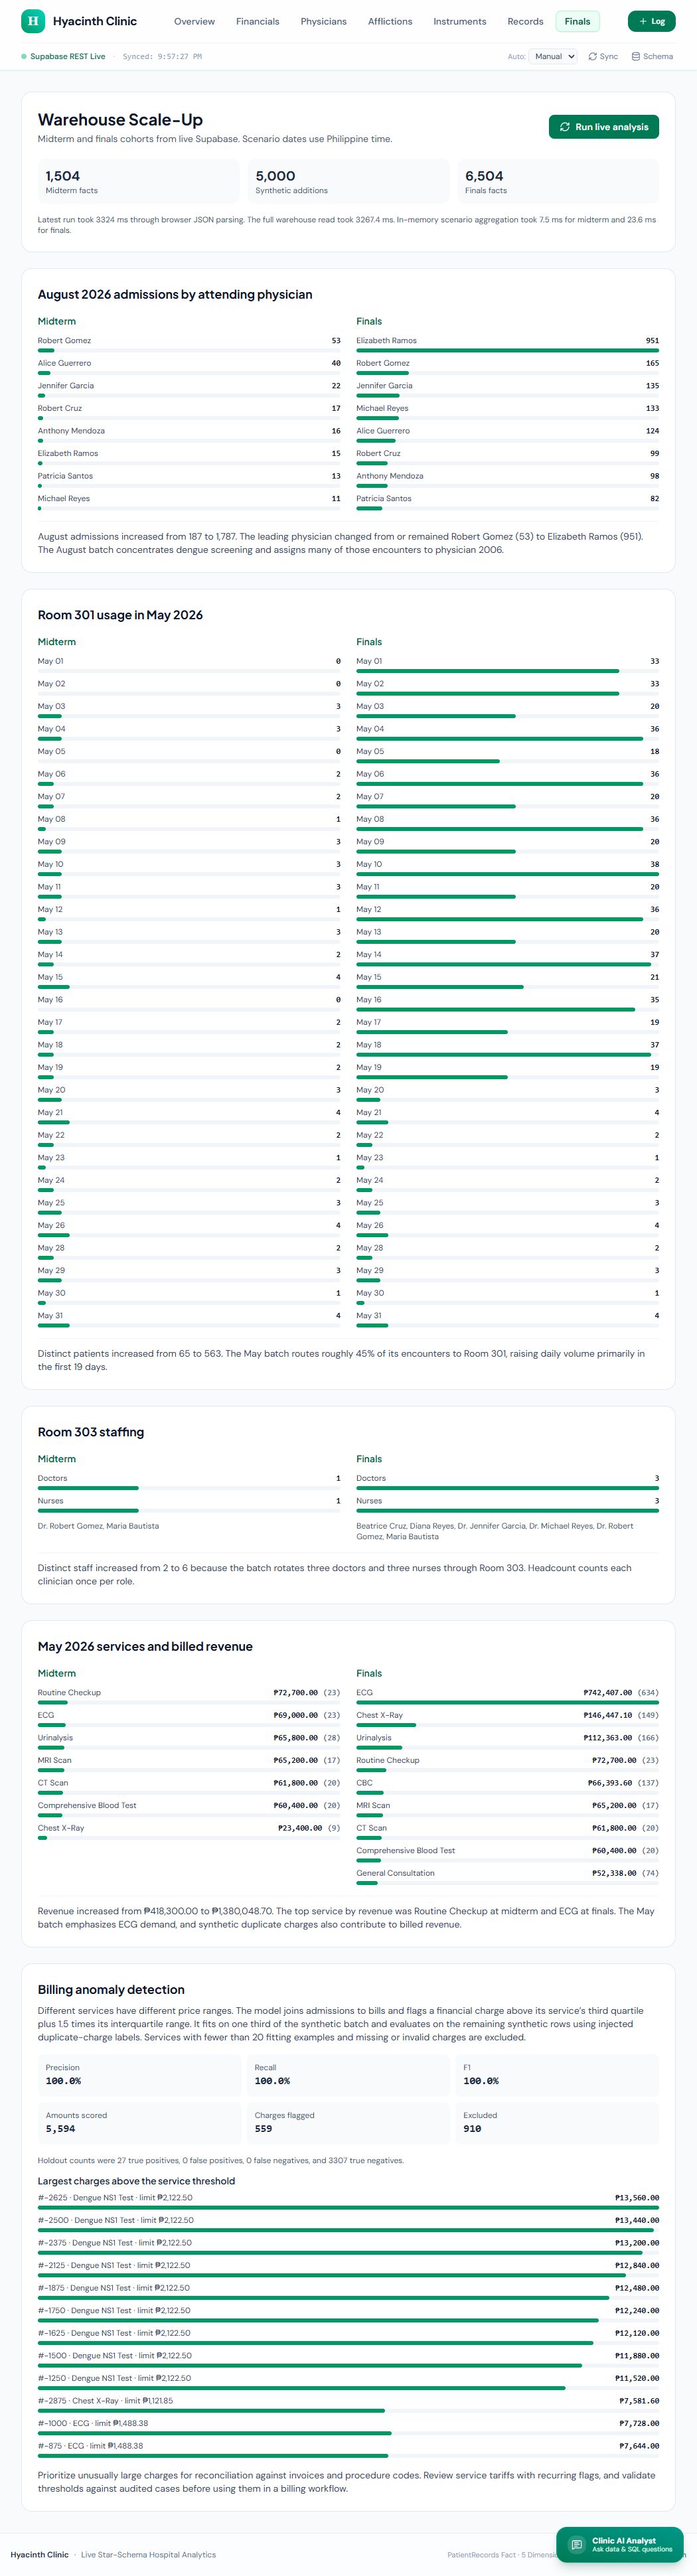 H Hyacinth Clinic Overview Financials Physicians Afflictions Instruments Records Finals + Log
Supabase REST Live · Synced: 9:57:27 PM Auto: Manual Sync Schema
Warehouse Scale-Up
Midterm and finals cohorts from live Supabase. Scenario dates use Philippine time.
Run live analysis
1,504
Midterm facts
5,000
Synthetic additions
6,504
Finals facts
Latest run took 3324 ms through browser JSON parsing. The full warehouse read took 3267.4 ms. In-memory scenario aggregation took 7.5 ms for midterm and 23.6 ms
for finals.
August 2026 admissions by attending physician
Midterm
Robert Gomez 53
Alice Guerrero 40
Jennifer Garcia 22
Robert Cruz 17
Anthony Mendoza 16
Elizabeth Ramos 15
Patricia Santos 13
Michael Reyes 11
Finals
Elizabeth Ramos 951
Robert Gomez 165
Jennifer Garcia 135
Michael Reyes 133
Alice Guerrero 124
Robert Cruz 99
Anthony Mendoza 98
Patricia Santos 82
August admissions increased from 187 to 1,787. The leading physician changed from or remained Robert Gomez (53) to Elizabeth Ramos (951).
The August batch concentrates dengue screening and assigns many of those encounters to physician 2006.
Room 301 usage in May 2026
Midterm
May 01 0
May 02 0
May 03 3
May 04 3
May 05 0
May 06 2
May 07 2
May 08 1
May 09 3
May 10 3
May 11 3
May 12 1
May 13 3
May 14 2
May 15 4
May 16 0
May 17 2
May 18 2
May 19 2
May 20 3
May 21 4
May 22 2
May 23 1
May 24 2
May 25 3
May 26 4
May 28 2
May 29 3
May 30 1
May 31 4
Finals
May 01 33
May 02 33
May 03 20
May 04 36
May 05 18
May 06 36
May 07 20
May 08 36
May 09 20
May 10 38
May 11 20
May 12 36
May 13 20
May 14 37
May 15 21
May 16 35
May 17 19
May 18 37
May 19 19
May 20 3
May 21 4
May 22 2
May 23 1
May 24 2
May 25 3
May 26 4
May 28 2
May 29 3
May 30 1
May 31 4
Distinct patients increased from 65 to 563. The May batch routes roughly 45% of its encounters to Room 301, raising daily volume primarily in
the first 19 days.
Room 303 staffing
Midterm
Doctors 1
Nurses 1
Dr. Robert Gomez, Maria Bautista
Finals
Doctors 3
Nurses 3
Beatrice Cruz, Diana Reyes, Dr. Jennifer Garcia, Dr. Michael Reyes, Dr. Robert
Gomez, Maria Bautista
Distinct staff increased from 2 to 6 because the batch rotates three doctors and three nurses through Room 303. Headcount counts each
clinician once per role.
May 2026 services and billed revenue
Midterm
Routine Checkup ₱72,700.00 (23)
ECG ₱69,000.00 (23)
Urinalysis ₱65,800.00 (28)
MRI Scan ₱65,200.00 (17)
CT Scan ₱61,800.00 (20)
Comprehensive Blood Test ₱60,400.00 (20)
Chest X-Ray ₱23,400.00 (9)
Finals
ECG ₱742,407.00 (634)
Chest X-Ray ₱146,447.10 (149)
Urinalysis ₱112,363.00 (166)
Routine Checkup ₱72,700.00 (23)
CBC ₱66,393.60 (137)
MRI Scan ₱65,200.00 (17)
CT Scan ₱61,800.00 (20)
Comprehensive Blood Test ₱60,400.00 (20)
General Consultation ₱52,338.00 (74)
Revenue increased from ₱418,300.00 to ₱1,380,048.70. The top service by revenue was Routine Checkup at midterm and ECG at finals. The May
batch emphasizes ECG demand, and synthetic duplicate charges also contribute to billed revenue.
Billing anomaly detection
Different services have different price ranges. The model joins admissions to bills and flags a financial charge above its service's third quartile
plus 1.5 times its interquartile range. It fits on one third of the synthetic batch and evaluates on the remaining synthetic rows using injected
duplicate-charge labels. Services with fewer than 20 fitting examples and missing or invalid charges are excluded.
Precision
100.0%
Recall
100.0%
F1
100.0%
Amounts scored
5,594
Charges flagged
559
Excluded
910
Holdout counts were 27 true positives, 0 false positives, 0 false negatives, and 3307 true negatives.
Largest charges above the service threshold
#-2625 · Dengue NS1 Test · limit ₱2,122.50 ₱13,560.00
#-2500 · Dengue NS1 Test · limit ₱2,122.50 ₱13,440.00
#-2375 · Dengue NS1 Test · limit ₱2,122.50 ₱13,200.00
#-2125 · Dengue NS1 Test · limit ₱2,122.50 ₱12,840.00
#-1875 · Dengue NS1 Test · limit ₱2,122.50 ₱12,480.00
#-1750 · Dengue NS1 Test · limit ₱2,122.50 ₱12,240.00
#-1625 · Dengue NS1 Test · limit ₱2,122.50 ₱12,120.00
#-1500 · Dengue NS1 Test · limit ₱2,122.50 ₱11,880.00
#-1250 · Dengue NS1 Test · limit ₱2,122.50 ₱11,520.00
#-2875 · Chest X-Ray · limit ₱1,121.85 ₱7,581.60
#-1000 · ECG · limit ₱1,488.38 ₱7,728.00
#-875 · ECG · limit ₱1,488.38 ₱7,644.00
Prioritize unusually large charges for reconciliation against invoices and procedure codes. Review service tariffs with recurring flags, and validate
thresholds against audited cases before using them in a billing workflow.
Hyacinth Clinic · Live Star-Schema Hospital Analytics PatientRecords Fact · 5 Dimensi
Clinic AI Analyst
Ask data & SQL questions